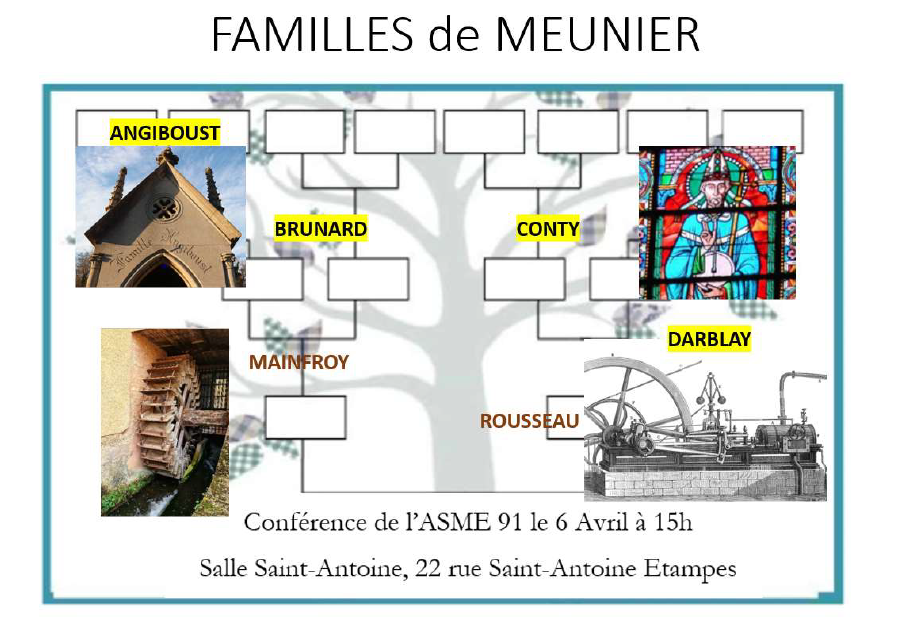 FAMILLES de MEUNIER
ANGIBOUST
Famille Angiboust
BRUNARD
CONTY
DARBLAY
MAINFROY
ROUSSEAU
Conférence de l'ASME 91 le 6 Avril à 15h
Salle Saint-Antoine, 22 rue Saint-Antoine Etampes